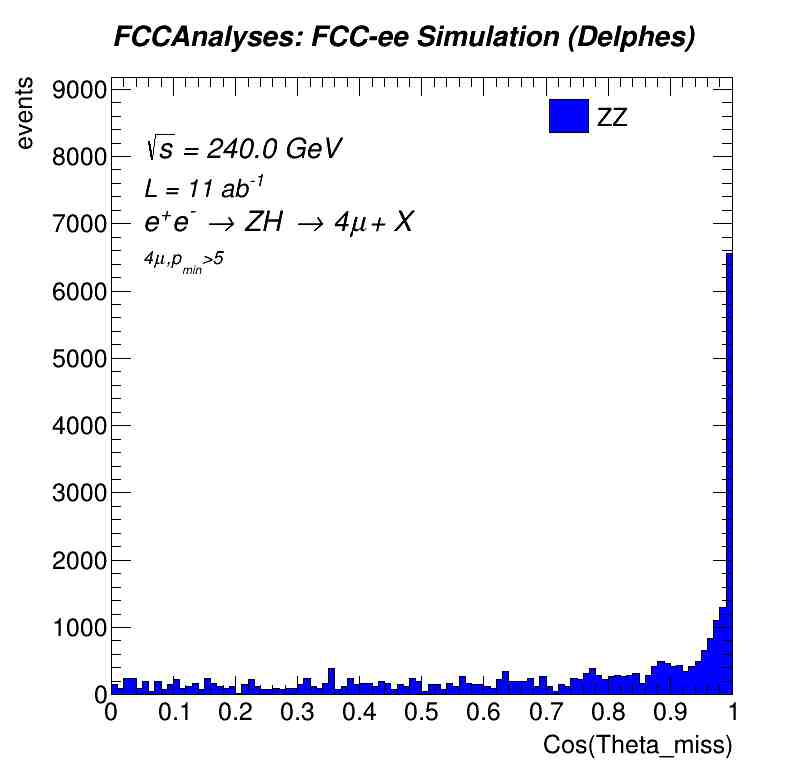 FCCAnalyses: FCC-ee Simulation (Delphes)
events
9000
8000
7000
6000
5000
4000
3000
2000
1000
0
ZZ
√s = 240.0 GeV
L = 11 ab⁻¹
e⁺e⁻ → ZH → 4μ + X
4μ,p_min>5
0 0.1 0.2 0.3 0.4 0.5 0.6 0.7 0.8 0.9 1
Cos(Theta_miss)